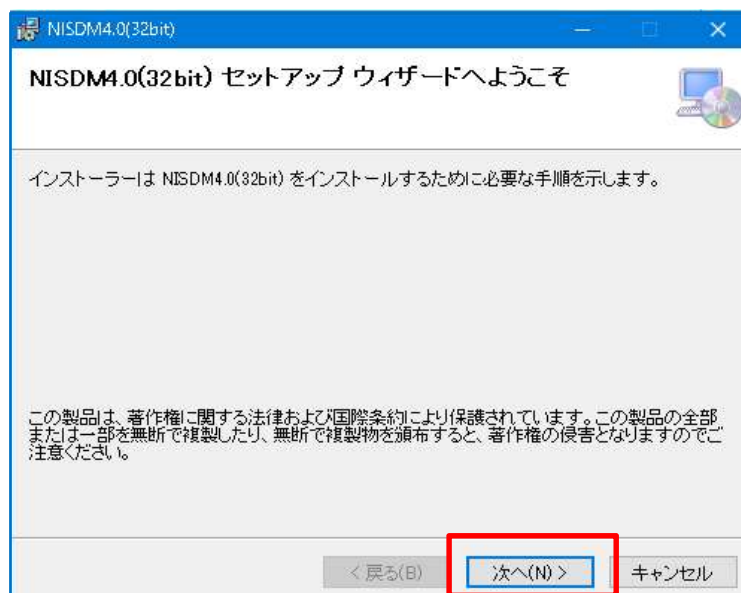 NISDM4.0(32bit)
NISDM4.0(32bit) セットアップ ウィザードへようこそ
インストーラーは NISDM4.0(32bit) をインストールするために必要な手順を示します。
この製品は、著作権に関する法律および国際条約により保護されています。この製品の全部
または一部を無断で複製したり、無断で複製物を頒布すると、著作権の侵害となりますのでご
注意ください。
< 戻る(B)
次へ(N) >
キャンセル